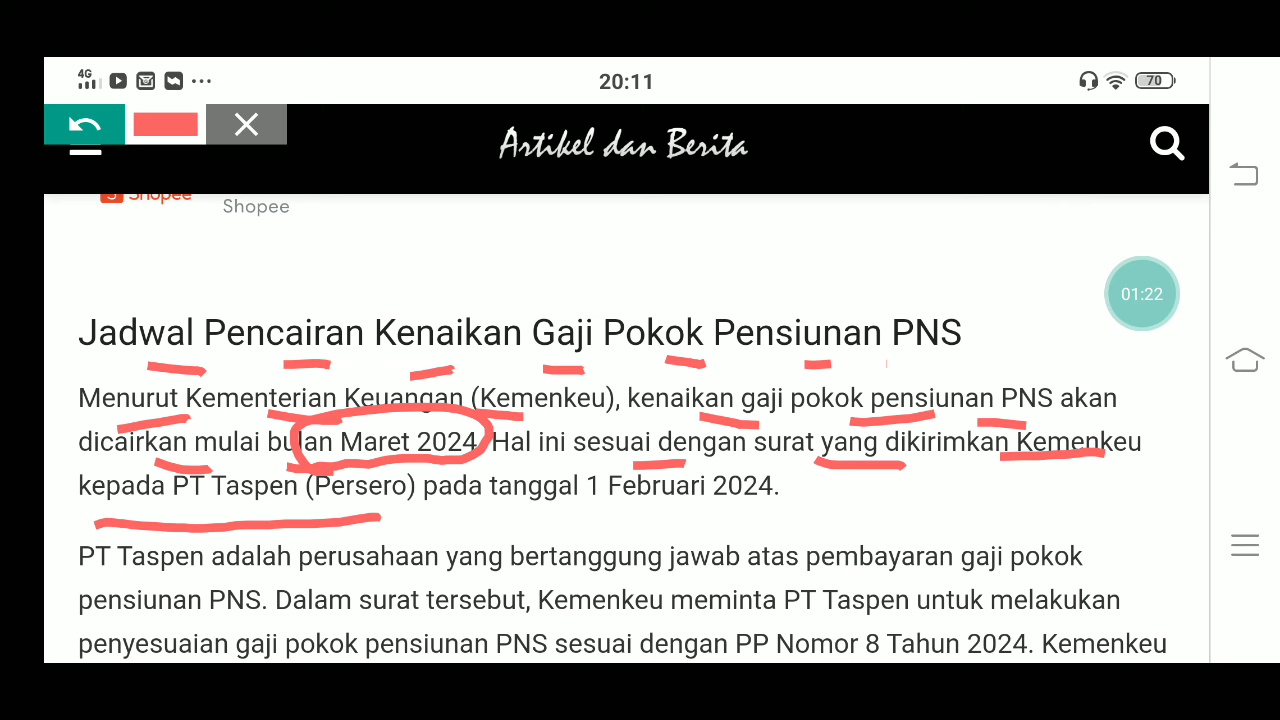 4G 20:11 70
Artikel dan Berita
Shopee
Shopee
01:22
Jadwal Pencairan Kenaikan Gaji Pokok Pensiunan PNS
Menurut Kementerian Keuangan (Kemenkeu), kenaikan gaji pokok pensiunan PNS akan
dicairkan mulai bulan Maret 2024. Hal ini sesuai dengan surat yang dikirimkan Kemenkeu
kepada PT Taspen (Persero) pada tanggal 1 Februari 2024.
PT Taspen adalah perusahaan yang bertanggung jawab atas pembayaran gaji pokok
pensiunan PNS. Dalam surat tersebut, Kemenkeu meminta PT Taspen untuk melakukan
penyesuaian gaji pokok pensiunan PNS sesuai dengan PP Nomor 8 Tahun 2024. Kemenkeu